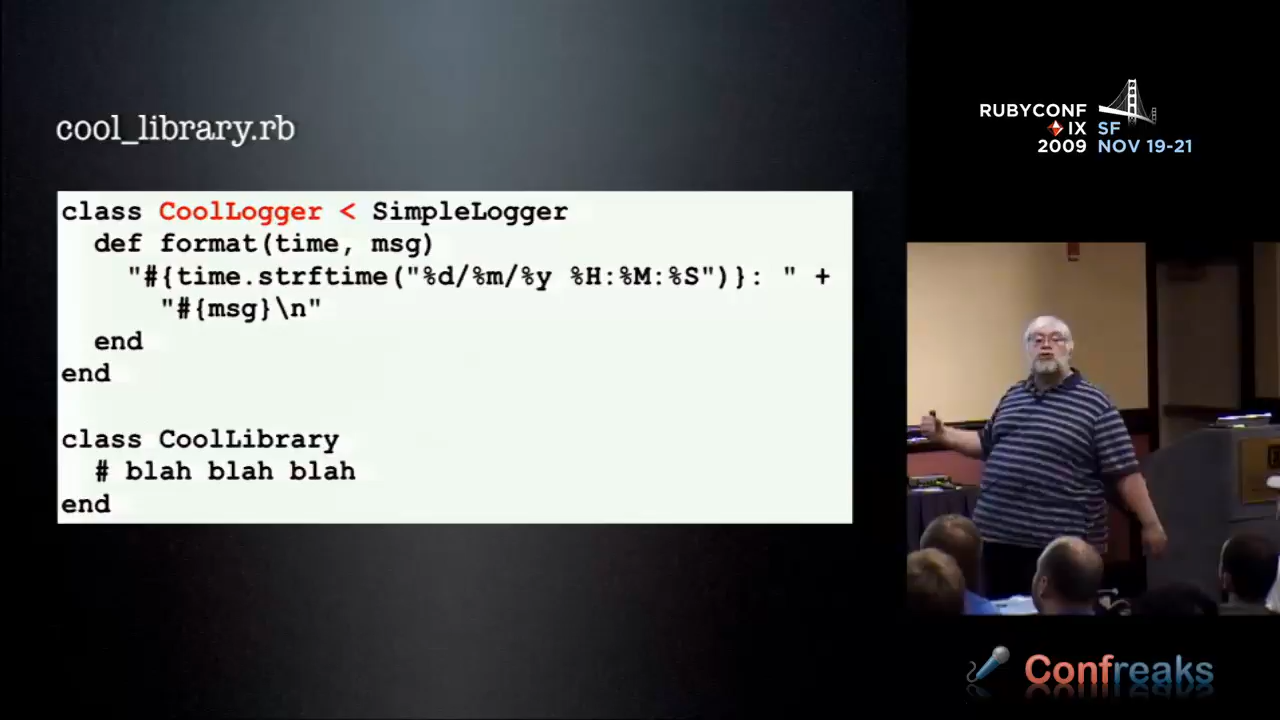 cool_library.rb
class CoolLogger < SimpleLogger
  def format(time, msg)
    "#{time.strftime("%d/%m/%y %H:%M:%S")}: " +
      "#{msg}\n"
  end
end

class CoolLibrary
  # blah blah blah
end
RUBYCONF
IX SF
2009 NOV 19-21
Confreaks